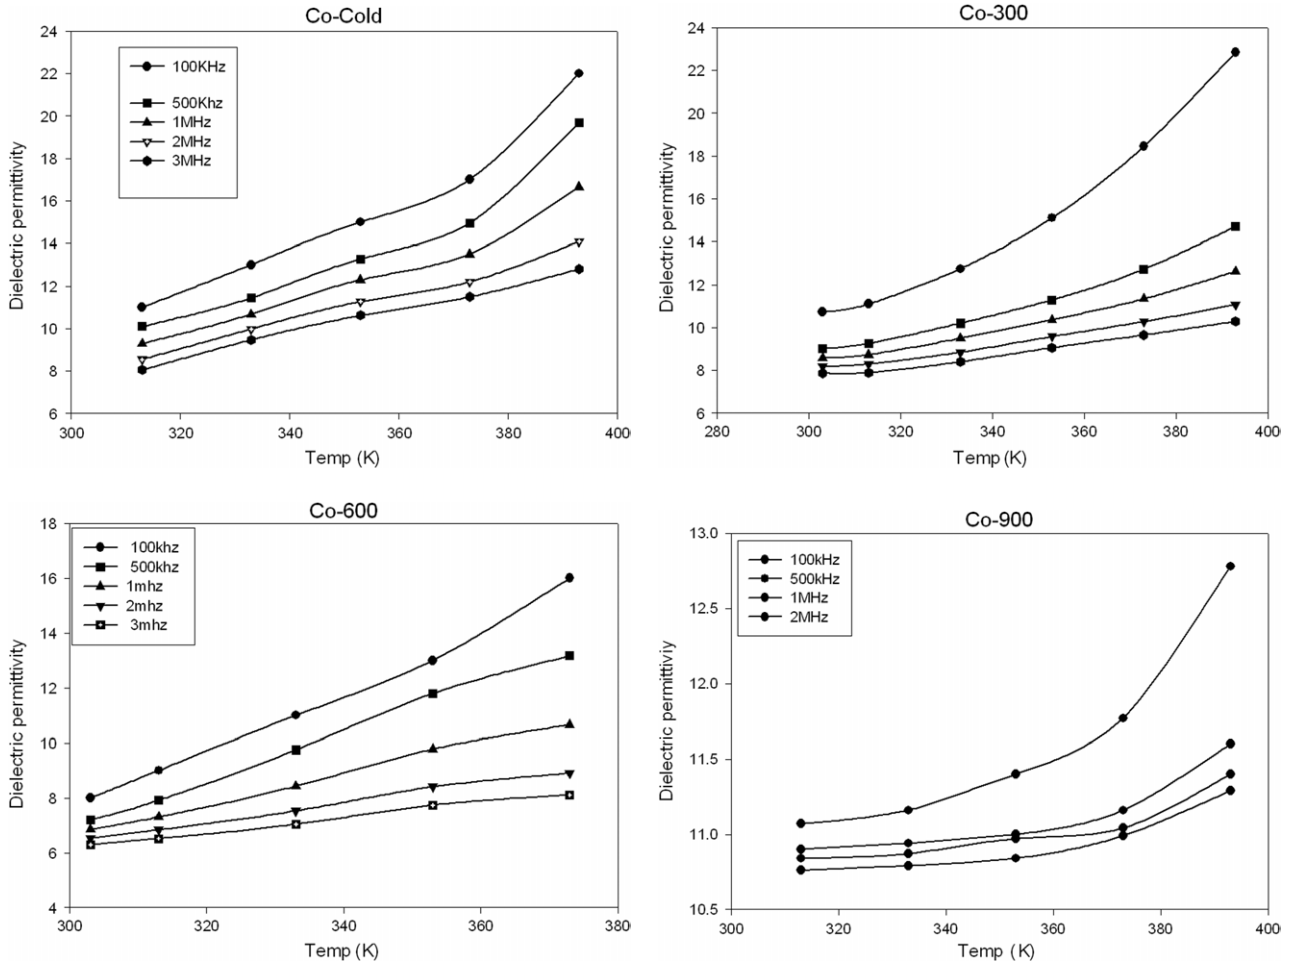 Co-Cold
24
22
20
18
16
14
12
10
8
6
Dielectric permittivity
100KHz
500Khz
1MHz
2MHz
3MHz
300 320 340 360 380 400
Temp (K)
Co-300
24
22
20
18
16
14
12
10
8
6
Dielectric permittivity
280 300 320 340 360 380 400
Temp (K)
Co-600
18
16
14
12
10
8
6
4
Dielectric permittivity
100khz
500khz
1mhz
2mhz
3mhz
300 320 340 360 380
Temp (K)
Co-900
13.0
12.5
12.0
11.5
11.0
10.5
Dielectric permittiviy
100kHz
500kHz
1MHz
2MHz
300 320 340 360 380 400
Temp (K)